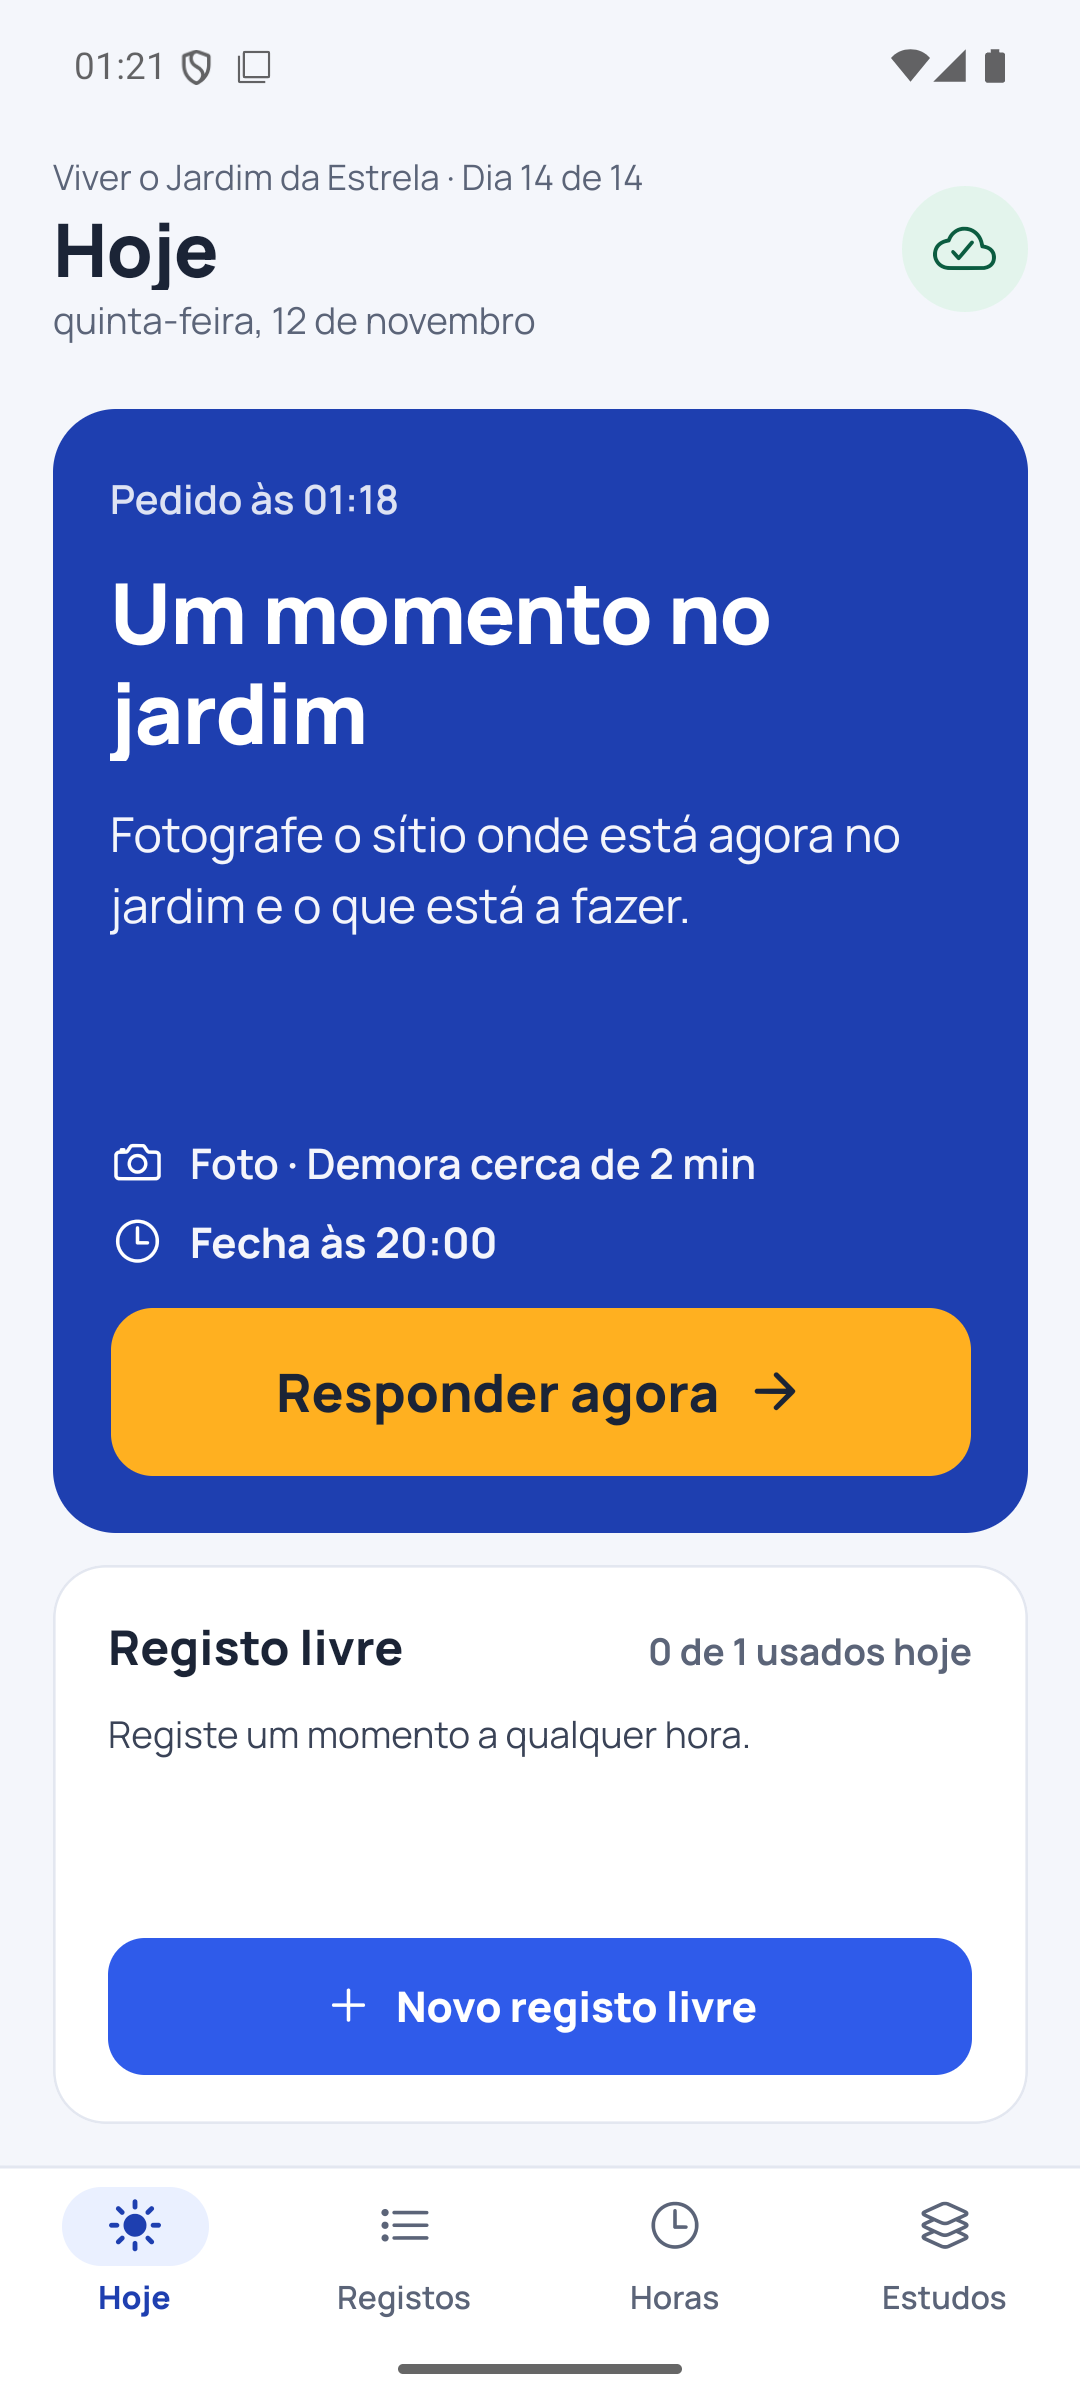 01:21
Viver o Jardim da Estrela · Dia 14 de 14
Hoje
quinta-feira, 12 de novembro
Pedido às 01:18
Um momento no
jardim
Fotografe o sítio onde está agora no
jardim e o que está a fazer.
Foto · Demora cerca de 2 min
Fecha às 20:00
Responder agora
Registo livre
0 de 1 usados hoje
Registe um momento a qualquer hora.
Novo registo livre
Hoje
Registos
Horas
Estudos